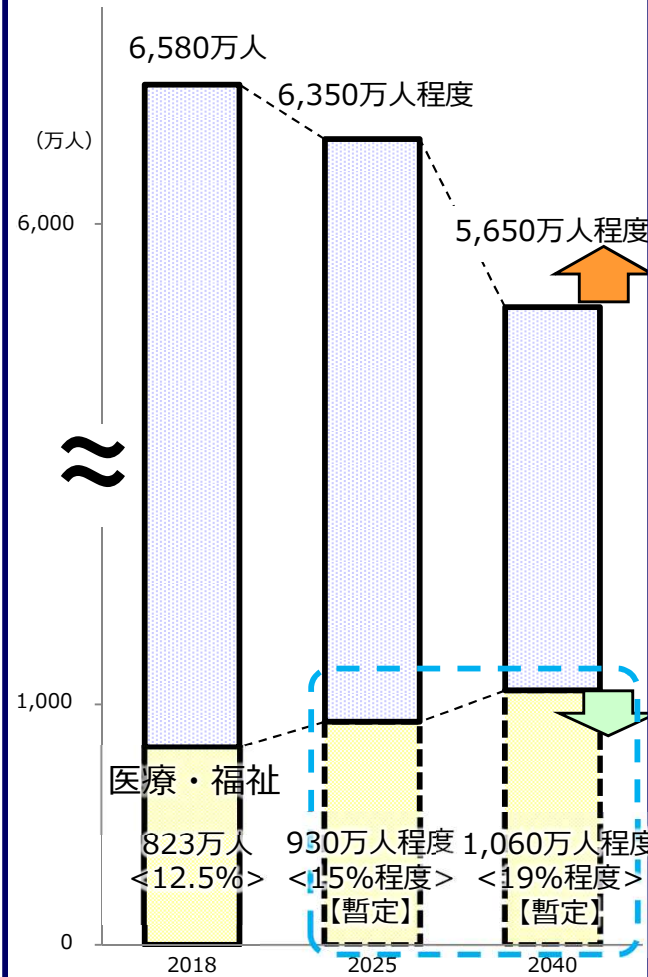 6,580万人
6,350万人程度
（万人）
6,000
5,650万人程度
1,000
医療・福祉
823万人
<12.5%>
930万人程度
<15%程度>
【暫定】
1,060万人程度
<19%程度>
【暫定】
0
2018
2025
2040